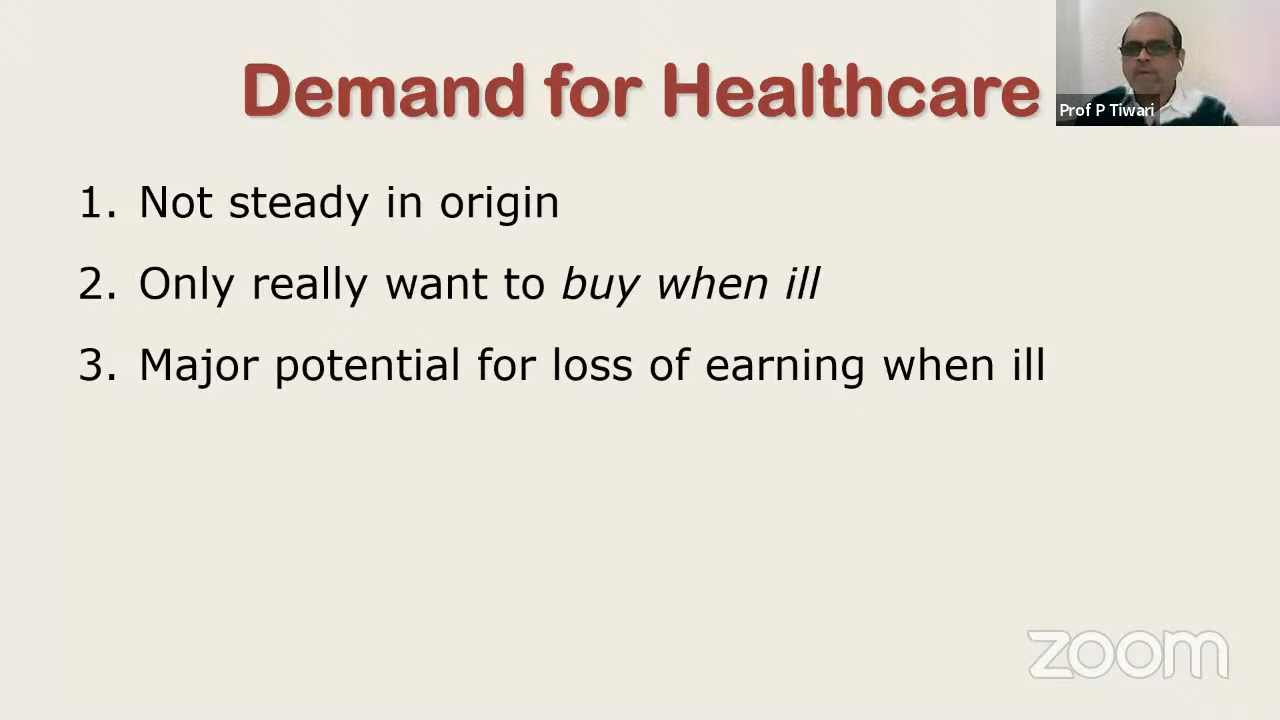 Demand for Healthcare
Prof P Tiwari
1. Not steady in origin
2. Only really want to buy when ill
3. Major potential for loss of earning when ill
zoom